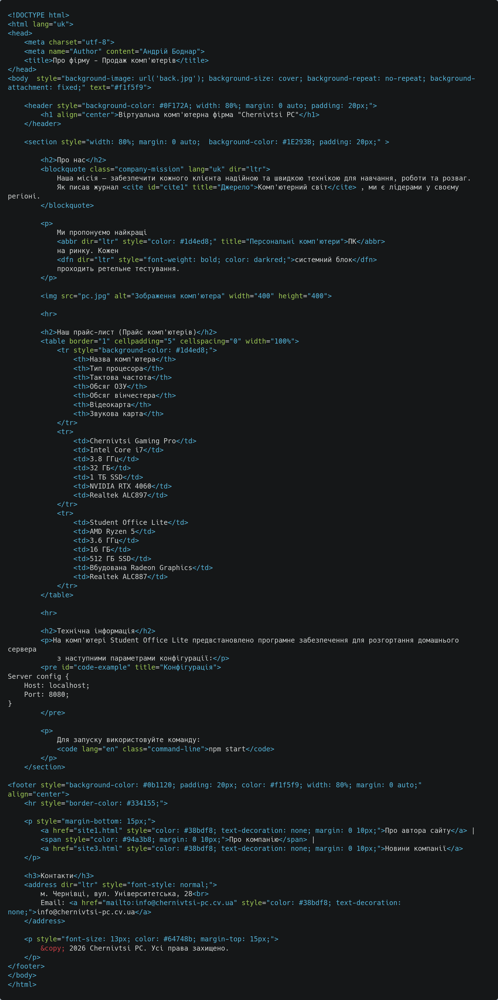 <!DOCTYPE html>
<html lang="uk">
<head>
    <meta charset="utf-8">
    <meta name="Author" content="Андрій Боднар">
    <title>Про фірму - Продаж комп'ютерів</title>
</head>
<body  style="background-image: url('back.jpg'); background-size: cover; background-repeat: no-repeat; background-
attachment: fixed;" text="#f1f5f9">

    <header style="background-color: #0F172A; width: 80%; margin: 0 auto; padding: 20px;">
        <h1 align="center">Віртуальна комп'ютерна фірма "Chernivtsi PC"</h1>
    </header>

    <section style="width: 80%; margin: 0 auto;  background-color: #1E293B; padding: 20px;" >

        <h2>Про нас</h2>
        <blockquote class="company-mission" lang="uk" dir="ltr">
            Наша місія — забезпечити кожного клієнта надійною та швидкою технікою для навчання, роботи та розваг.
            Як писав журнал <cite id="cite1" title="Джерело">Комп'ютерний світ</cite> , ми є лідерами у своєму
регіоні.
        </blockquote>

        <p>
            Ми пропонуємо найкращі
            <abbr dir="ltr" style="color: #1d4ed8;" title="Персональні комп'ютери">ПК</abbr>
            на ринку. Кожен
            <dfn dir="ltr" style="font-weight: bold; color: darkred;">системний блок</dfn>
            проходить ретельне тестування.
        </p>

        <img src="pc.jpg" alt="Зображення комп'ютера" width="400" height="400">

        <hr>

        <h2>Наш прайс-лист (Прайс комп'ютерів)</h2>
        <table border="1" cellpadding="5" cellspacing="0" width="100%">
            <tr style="background-color: #1d4ed8;">
                <th>Назва комп'ютера</th>
                <th>Тип процесора</th>
                <th>Тактова частота</th>
                <th>Обсяг ОЗУ</th>
                <th>Обсяг вінчестера</th>
                <th>Відеокарта</th>
                <th>Звукова карта</th>
            </tr>
            <tr>
                <td>Chernivtsi Gaming Pro</td>
                <td>Intel Core i7</td>
                <td>3.8 ГГц</td>
                <td>32 ГБ</td>
                <td>1 ТБ SSD</td>
                <td>NVIDIA RTX 4060</td>
                <td>Realtek ALC897</td>
            </tr>
            <tr>
                <td>Student Office Lite</td>
                <td>AMD Ryzen 5</td>
                <td>3.6 ГГц</td>
                <td>16 ГБ</td>
                <td>512 ГБ SSD</td>
                <td>Вбудована Radeon Graphics</td>
                <td>Realtek ALC887</td>
            </tr>
        </table>

        <hr>

        <h2>Технічна інформація</h2>
        <p>На комп'ютері Student Office Lite предвстановлено програмне забезпечення для розгортання домашнього
сервера
            з наступними параметрами конфігурації:</p>
        <pre id="code-example" title="Конфігурація">
Server config {
    Host: localhost;
    Port: 8080;
}
        </pre>

        <p>
            Для запуску використовуйте команду:
            <code lang="en" class="command-line">npm start</code>
        </p>
    </section>

<footer style="background-color: #0b1120; padding: 20px; color: #f1f5f9; width: 80%; margin: 0 auto;"
align="center">
    <hr style="border-color: #334155;">

    <p style="margin-bottom: 15px;">
        <a href="site1.html" style="color: #38bdf8; text-decoration: none; margin: 0 10px;">Про автора сайту</a> |
        <span style="color: #94a3b8; margin: 0 10px;">Про компанію</span> |
        <a href="site3.html" style="color: #38bdf8; text-decoration: none; margin: 0 10px;">Новини компанії</a>
    </p>

    <h3>Контакти</h3>
    <address dir="ltr" style="font-style: normal;">
        м. Чернівці, вул. Університетська, 28<br>
        Email: <a href="mailto:info@chernivtsi-pc.cv.ua" style="color: #38bdf8; text-decoration:
none;">info@chernivtsi-pc.cv.ua</a>
    </address>

    <p style="font-size: 13px; color: #64748b; margin-top: 15px;">
        &copy; 2026 Chernivtsi PC. Усі права захищено.
    </p>
</footer>
</body>
</html>